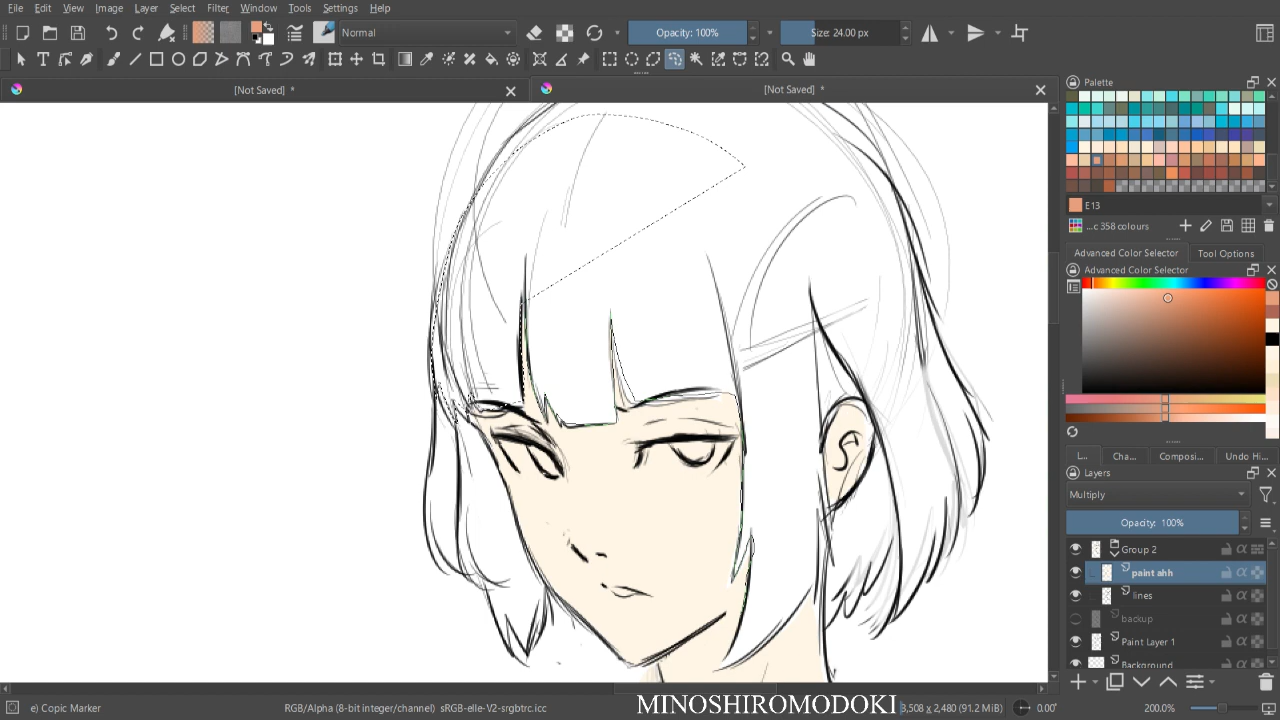 File Edit View Image Layer Select Filter Tools Settings Window Help
Normal Opacity: 100% Size: 24.00 px
[Not Saved] * [Not Saved] *
Palette
E13
...c 358 colours
Advanced Color Selector Tool Options
Advanced Color Selector
L... Cha... Composi... Undo Hi...
Layers
Multiply
Opacity: 100%
Group 2
paint ahh
lines
backup
Paint Layer 1
Background
e) Copic Marker RGB/Alpha (8-bit integer/channel) sRGB-elle-V2-srgbtrc.icc MINOSHIROMODOKI 3,508 x 2,480 (91.2 MiB) 0.00° 200.0%